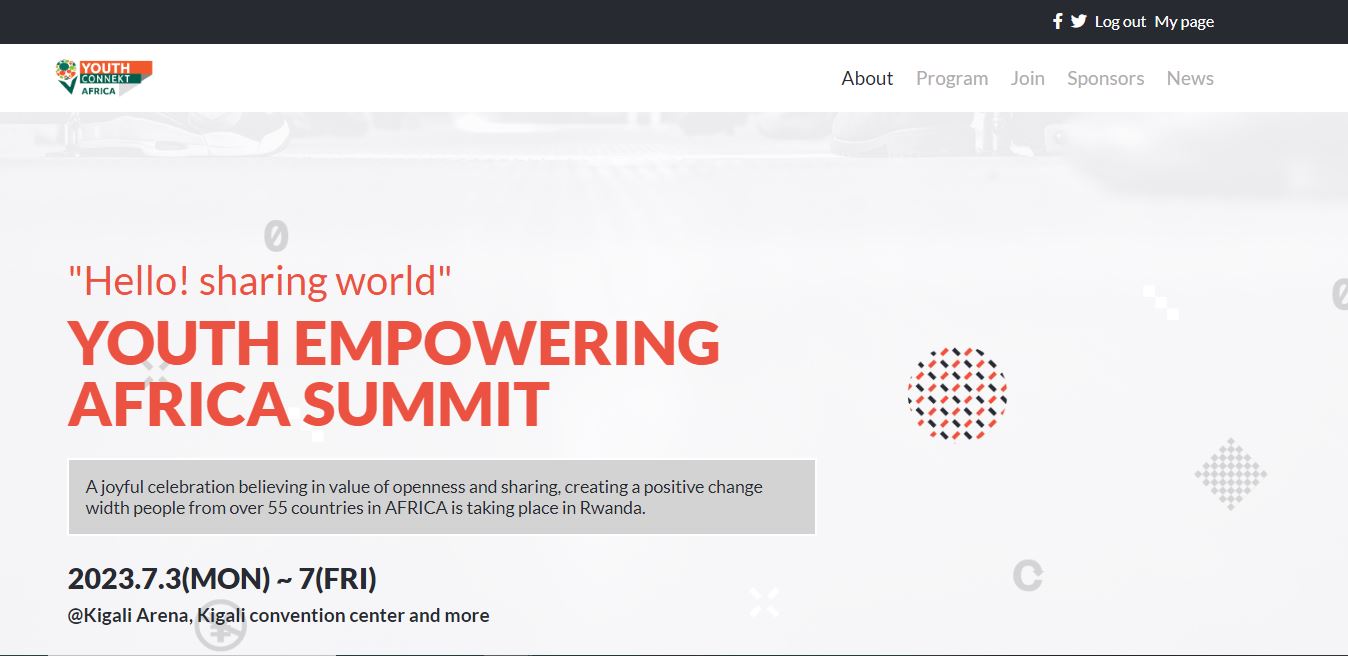 Log out My page
YOUTH
CONNEKT
AFRICA
About Program Join Sponsors News
"Hello! sharing world"
YOUTH EMPOWERING
AFRICA SUMMIT
A joyful celebration believing in value of openness and sharing, creating a positive change
width people from over 55 countries in AFRICA is taking place in Rwanda.
2023.7.3(MON) ~ 7(FRI)
@Kigali Arena, Kigali convention center and more